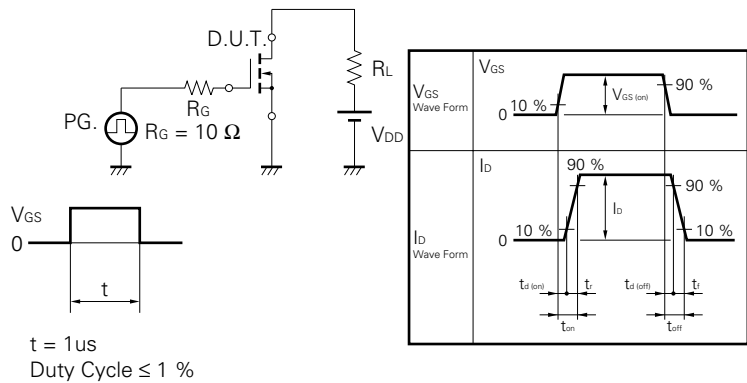 D.U.T.
RL
RG
PG.
RG = 10 Ω
VDD
VGS
0
t
t = 1us
Duty Cycle ≤ 1 %
VGS
Wave Form
VGS
10 %
0
VGS (on)
90 %
ID
Wave Form
ID
90 %
90 %
ID
10 %
0
10 %
td (on)
tr
td (off)
tf
ton
toff